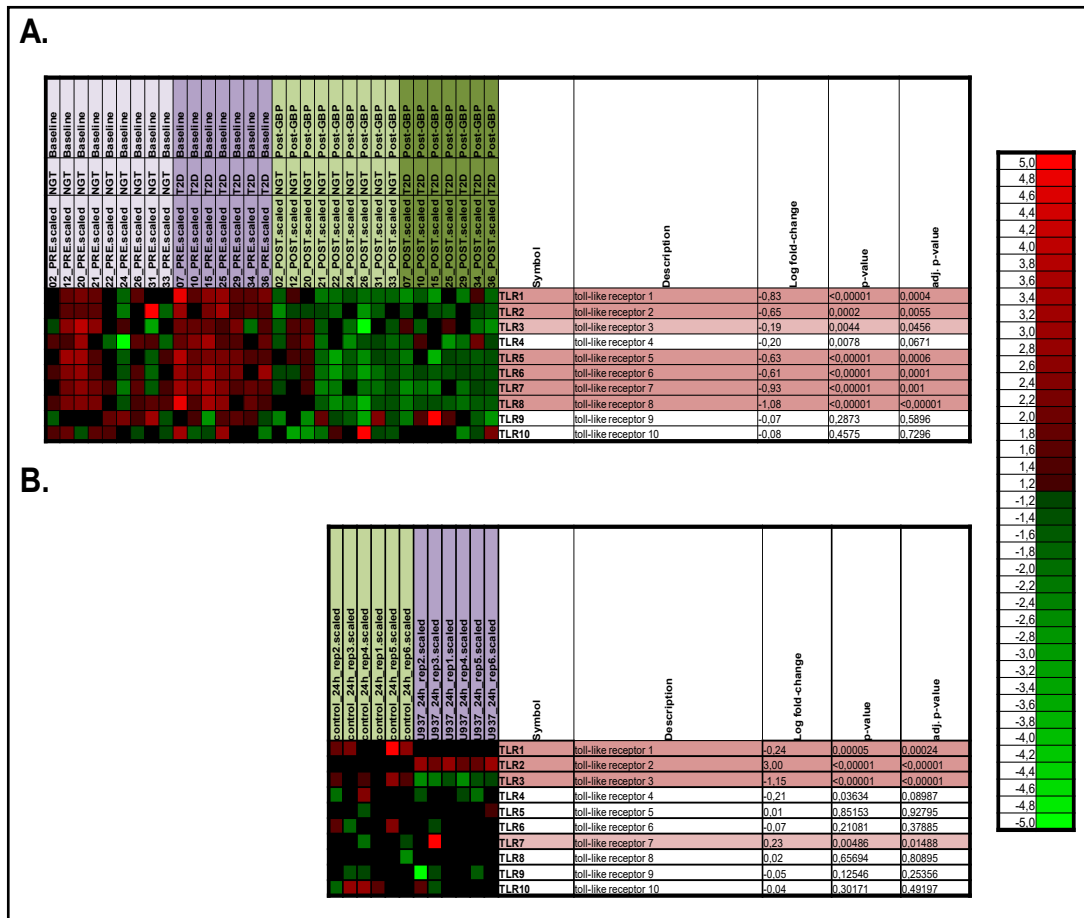 A.
02_PRE.scaled NGT Baseline
12_PRE.scaled NGT Baseline
20_PRE.scaled NGT Baseline
21_PRE.scaled NGT Baseline
22_PRE.scaled NGT Baseline
24_PRE.scaled NGT Baseline
26_PRE.scaled NGT Baseline
31_PRE.scaled NGT Baseline
33_PRE.scaled NGT Baseline
07_PRE.scaled T2D Baseline
10_PRE.scaled T2D Baseline
15_PRE.scaled T2D Baseline
25_PRE.scaled T2D Baseline
29_PRE.scaled T2D Baseline
34_PRE.scaled T2D Baseline
36_PRE.scaled T2D Baseline
02_POST.scaled NGT Post-GBP
12_POST.scaled NGT Post-GBP
20_POST.scaled NGT Post-GBP
21_POST.scaled NGT Post-GBP
22_POST.scaled NGT Post-GBP
24_POST.scaled NGT Post-GBP
26_POST.scaled NGT Post-GBP
31_POST.scaled NGT Post-GBP
33_POST.scaled NGT Post-GBP
07_POST.scaled T2D Post-GBP
10_POST.scaled T2D Post-GBP
15_POST.scaled T2D Post-GBP
25_POST.scaled T2D Post-GBP
29_POST.scaled T2D Post-GBP
34_POST.scaled T2D Post-GBP
36_POST.scaled T2D Post-GBP
Symbol Description Log fold-change p-value adj. p-value
TLR1 toll-like receptor 1 -0,83 <0,00001 0,0004
TLR2 toll-like receptor 2 -0,65 0,0002 0,0055
TLR3 toll-like receptor 3 -0,19 0,0044 0,0456
TLR4 toll-like receptor 4 -0,20 0,0078 0,0671
TLR5 toll-like receptor 5 -0,63 <0,00001 0,0006
TLR6 toll-like receptor 6 -0,61 <0,00001 0,0001
TLR7 toll-like receptor 7 -0,93 <0,00001 0,001
TLR8 toll-like receptor 8 -1,08 <0,00001 <0,00001
TLR9 toll-like receptor 9 -0,07 0,2873 0,5896
TLR10 toll-like receptor 10 -0,08 0,4575 0,7296
B.
control_24h_rep2.scaled
control_24h_rep3.scaled
control_24h_rep4.scaled
control_24h_rep1.scaled
control_24h_rep5.scaled
control_24h_rep6.scaled
U937_24h_rep2.scaled
U937_24h_rep3.scaled
U937_24h_rep1.scaled
U937_24h_rep4.scaled
U937_24h_rep5.scaled
U937_24h_rep6.scaled
Symbol Description Log fold-change p-value adj. p-value
TLR1 toll-like receptor 1 -0,24 0,00005 0,00024
TLR2 toll-like receptor 2 3,00 <0,00001 <0,00001
TLR3 toll-like receptor 3 -1,15 <0,00001 <0,00001
TLR4 toll-like receptor 4 -0,21 0,03634 0,08987
TLR5 toll-like receptor 5 0,01 0,85153 0,92795
TLR6 toll-like receptor 6 -0,07 0,21081 0,37885
TLR7 toll-like receptor 7 0,23 0,00486 0,01488
TLR8 toll-like receptor 8 0,02 0,65694 0,80895
TLR9 toll-like receptor 9 -0,05 0,12546 0,25356
TLR10 toll-like receptor 10 -0,04 0,30171 0,49197
5,0
4,8
4,6
4,4
4,2
4,0
3,8
3,6
3,4
3,2
3,0
2,8
2,6
2,4
2,2
2,0
1,8
1,6
1,4
1,2
-1,2
-1,4
-1,6
-1,8
-2,0
-2,2
-2,4
-2,6
-2,8
-3,0
-3,2
-3,4
-3,6
-3,8
-4,0
-4,2
-4,4
-4,6
-4,8
-5,0